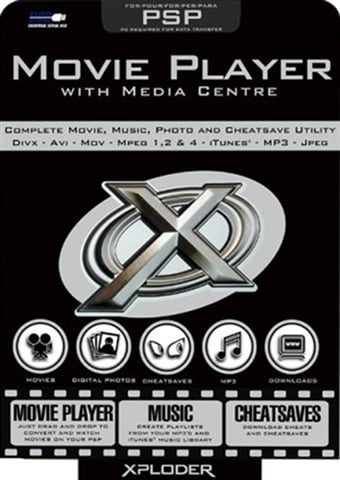 FOR/POUR/FÜR/PER/PARA
PSP
PC REQUIRED FOR DATA TRANSFER
MOVIE PLAYER
WITH MEDIA CENTRE
COMPLETE MOVIE, MUSIC, PHOTO AND CHEATSAVE UTILITY
DIVX - AVI - MOV - MPEG 1,2 & 4 - ITUNES® - MP3 - JPEG
X
MOVIES
DIGITAL PHOTOS
CHEATSAVES
MP3
DOWNLOADS
MOVIE PLAYER
JUST DRAG AND DROP TO
CONVERT AND WATCH
MOVIES ON YOUR PSP
MUSIC
CREATE PLAYLISTS
FROM YOUR MP3'S AND
ITUNES® MUSIC LIBRARY
CHEATSAVES
DOWNLOAD CHEATS
AND CHEATSAVES
XPLODER